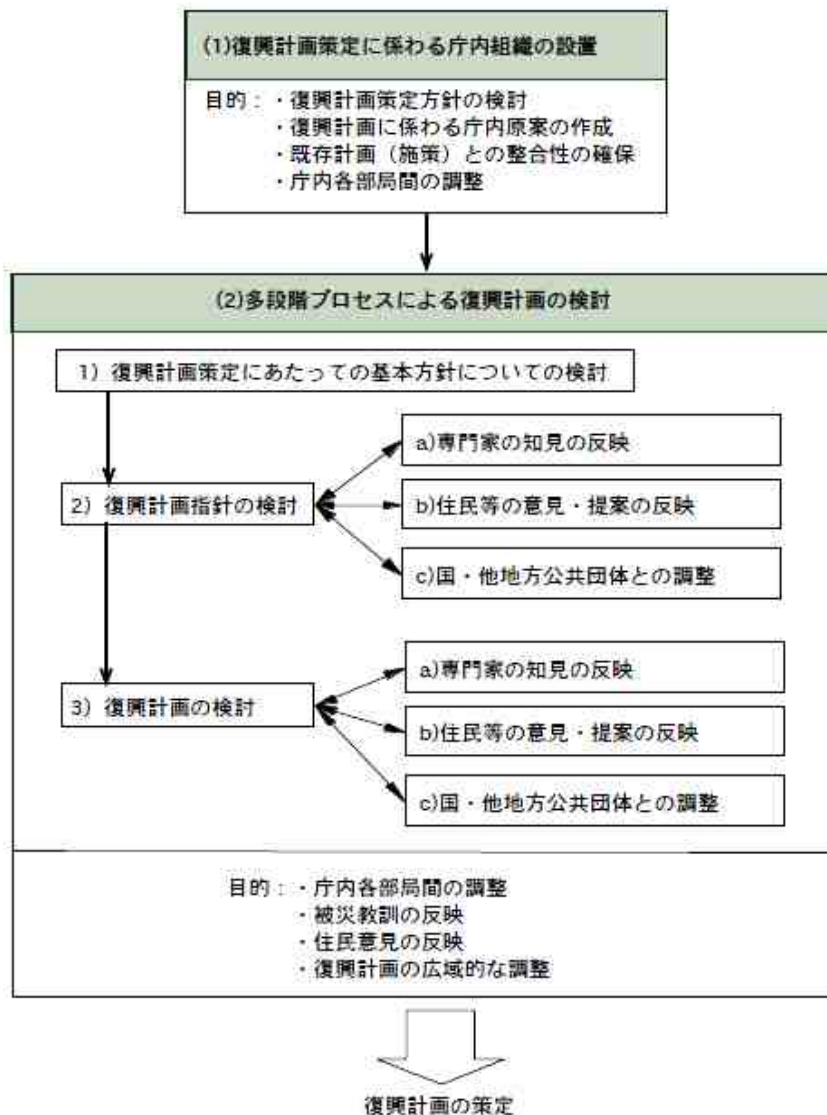 (1)復興計画策定に係わる庁内組織の設置
目的：・復興計画策定方針の検討
・復興計画に係わる庁内原案の作成
・既存計画（施策）との整合性の確保
・庁内各部局間の調整
(2)多段階プロセスによる復興計画の検討
1）復興計画策定にあたっての基本方針についての検討
a)専門家の知見の反映
2）復興計画指針の検討
b)住民等の意見・提案の反映
c)国・他地方公共団体との調整
a)専門家の知見の反映
3）復興計画の検討
b)住民等の意見・提案の反映
c)国・他地方公共団体との調整
目的：・庁内各部局間の調整
・被災教訓の反映
・住民意見の反映
・復興計画の広域的な調整
復興計画の策定